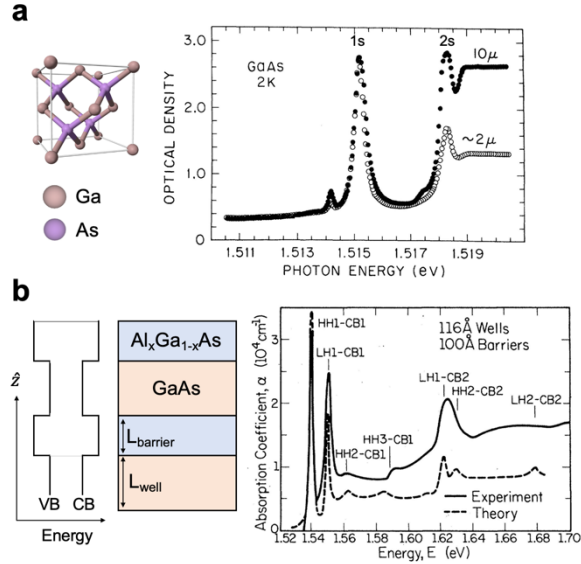 a
Ga
As
OPTICAL DENSITY
3.0
2.0
1.0
0
GaAs
2K
1s
2s
10μ
~2μ
1.511
1.513
1.515
1.517
1.519
PHOTON ENERGY (eV)
b
ẑ
VB
CB
Energy
AlxGa1-xAs
GaAs
Lbarrier
Lwell
Absorption Coefficient, α (10⁴cm⁻¹)
3
2
1
0
HH1-CB1
LH1-CB1
HH2-CB1
HH3-CB1
116Å Wells
100Å Barriers
LH1-CB2
HH2-CB2
LH2-CB2
Experiment
Theory
1.52
1.54
1.56
1.58
1.60
1.62
1.64
1.66
1.68
1.70
Energy, E (eV)